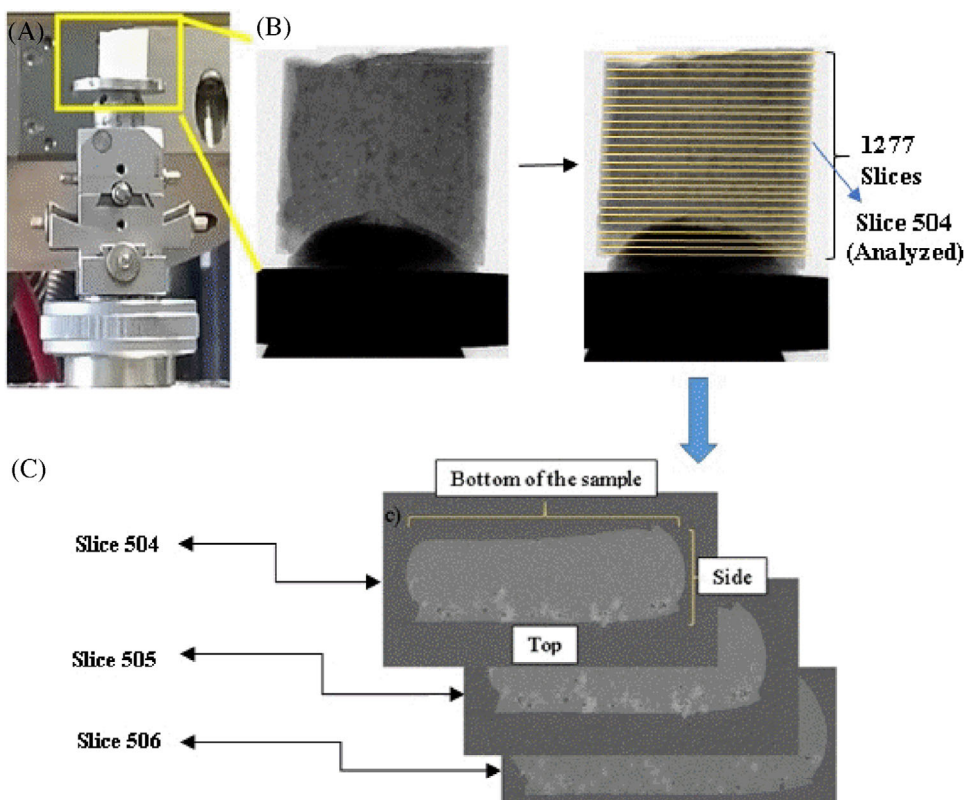 (A)
(B)
1277
Slices
Slice 504
(Analyzed)
(C)
Bottom of the sample
c)
Slice 504
Side
Top
Slice 505
Slice 506